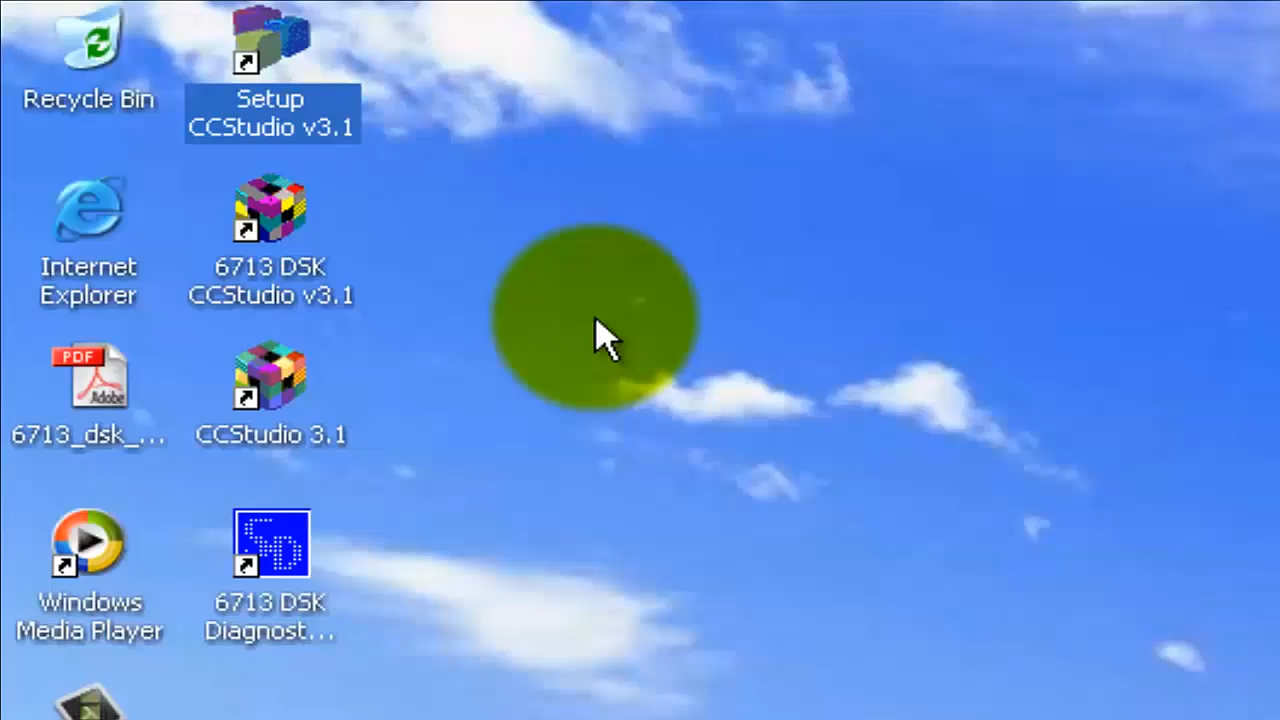 Recycle Bin
Setup
CCStudio v3.1
Internet
Explorer
6713 DSK
CCStudio v3.1
PDF
Adobe
6713_dsk_...
CCStudio 3.1
Windows
Media Player
SD
6713 DSK
Diagnost...